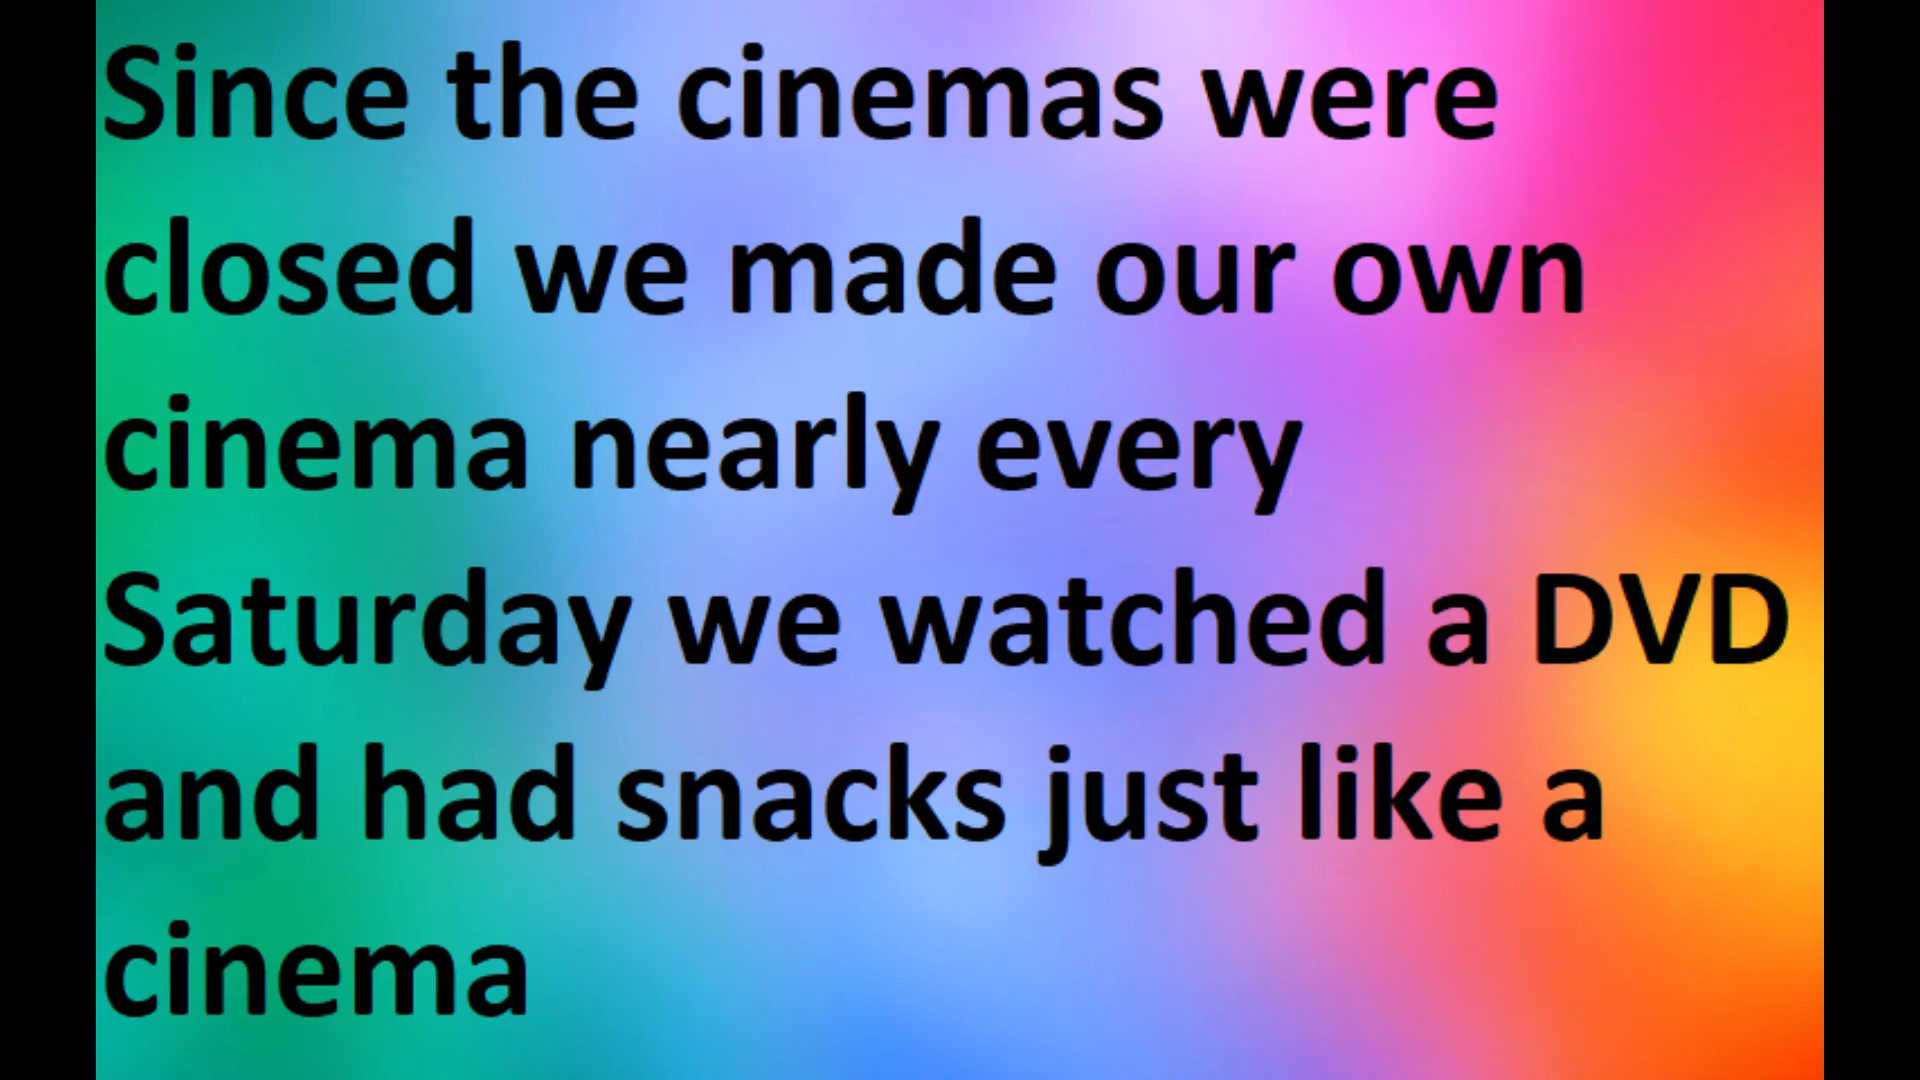 Since the cinemas were
closed we made our own
cinema nearly every
Saturday we watched a DVD
and had snacks just like a
cinema